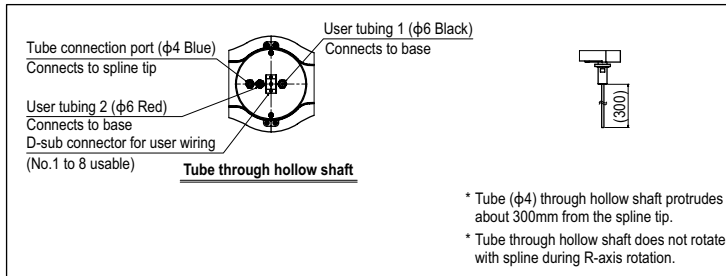 User tubing 1 (ϕ6 Black)
Connects to base
Tube connection port (ϕ4 Blue)
Connects to spline tip
User tubing 2 (ϕ6 Red)
Connects to base
D-sub connector for user wiring
(No.1 to 8 usable)
Tube through hollow shaft
(300)
* Tube (ϕ4) through hollow shaft protrudes
about 300mm from the spline tip.
* Tube through hollow shaft does not rotate
with spline during R-axis rotation.